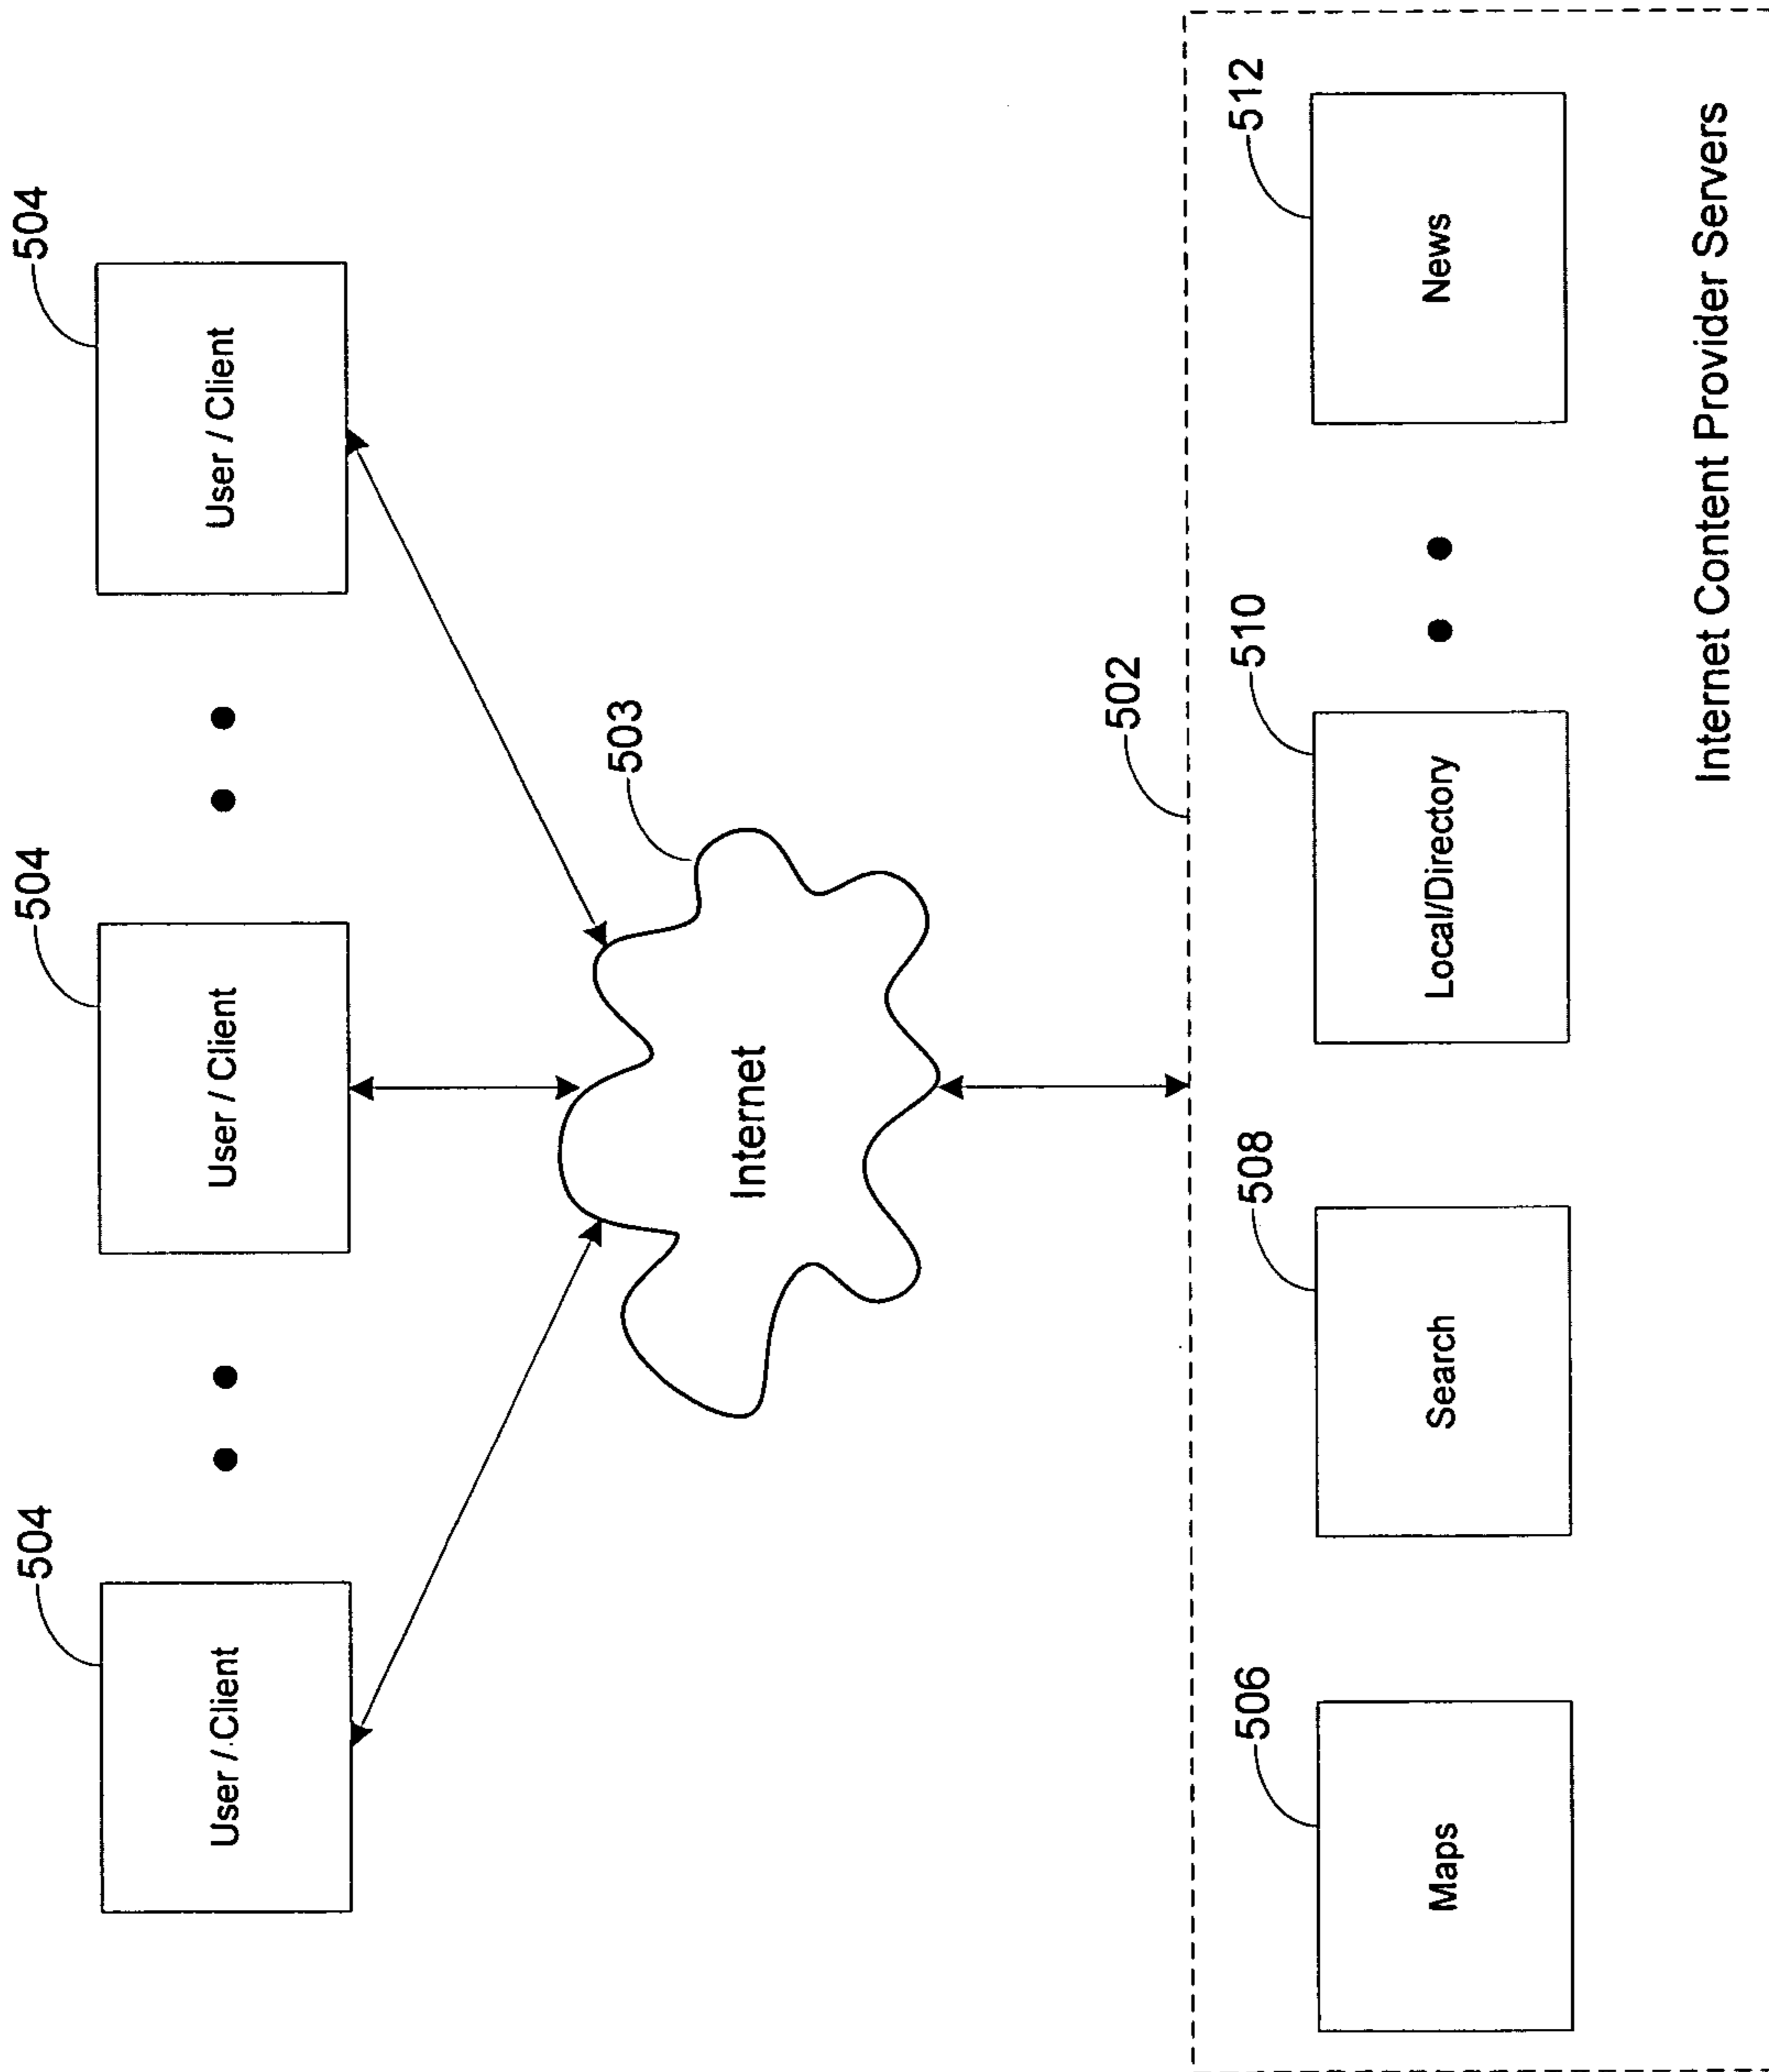 504
504
504
User / Client
User / Client
User / Client
503
Internet
502
506
508
510
512
Maps
Search
Local/Directory
News
Internet Content Provider Servers